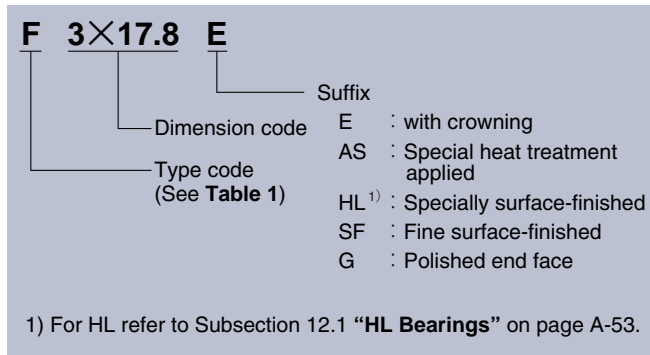 F 3×17.8 E
Suffix
E : with crowning
Dimension code
AS : Special heat treatment
applied
Type code
(See Table 1)
HL1) : Specially surface-finished
SF : Fine surface-finished
G : Polished end face
1) For HL refer to Subsection 12.1 “HL Bearings” on page A-53.